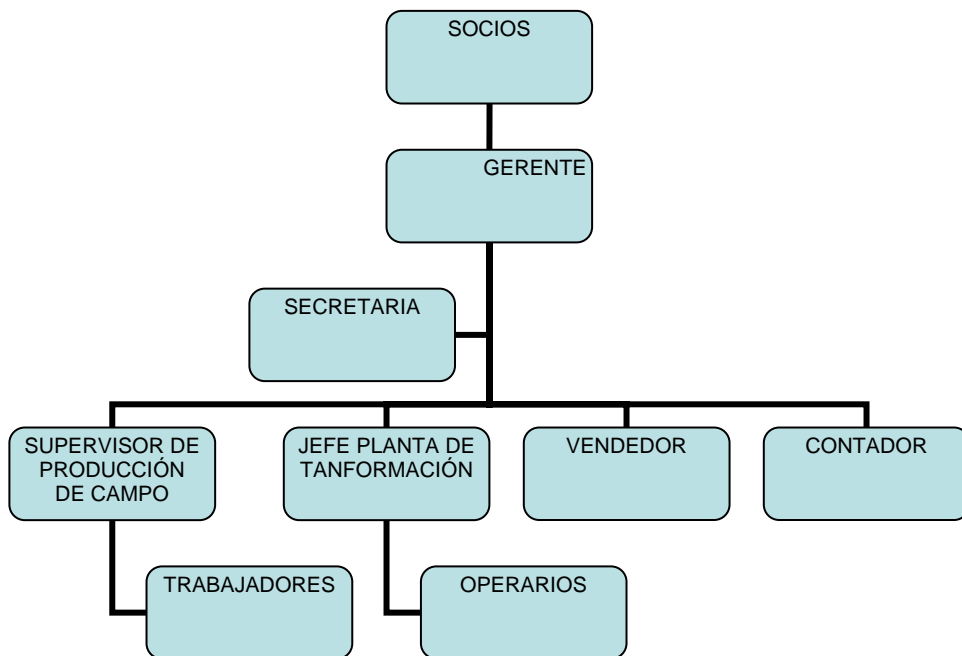 SOCIOS
GERENTE
SECRETARIA
SUPERVISOR DE
PRODUCCIÓN
DE CAMPO
JEFE PLANTA DE
TANFORMACIÓN
VENDEDOR
CONTADOR
TRABAJADORES
OPERARIOS